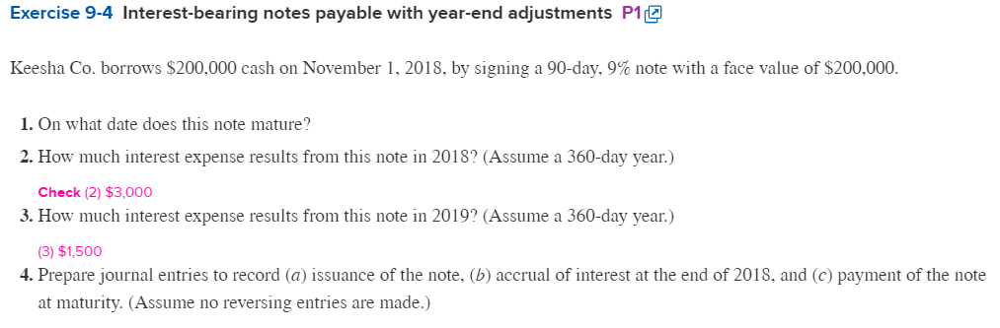 Exercise 9-4 Interest-bearing notes payable with year-end adjustments P1
Keesha Co. borrows $200,000 cash on November 1, 2018, by signing a 90-day, 9% note with a face value of $200,000.
1. On what date does this note mature?
2. How much interest expense results from this note in 2018? (Assume a 360-day year.)
Check (2) $3,000
3. How much interest expense results from this note in 2019? (Assume a 360-day year.)
(3) $1,500
4. Prepare journal entries to record (a) issuance of the note, (b) accrual of interest at the end of 2018, and (c) payment of the note
at maturity. (Assume no reversing entries are made.)